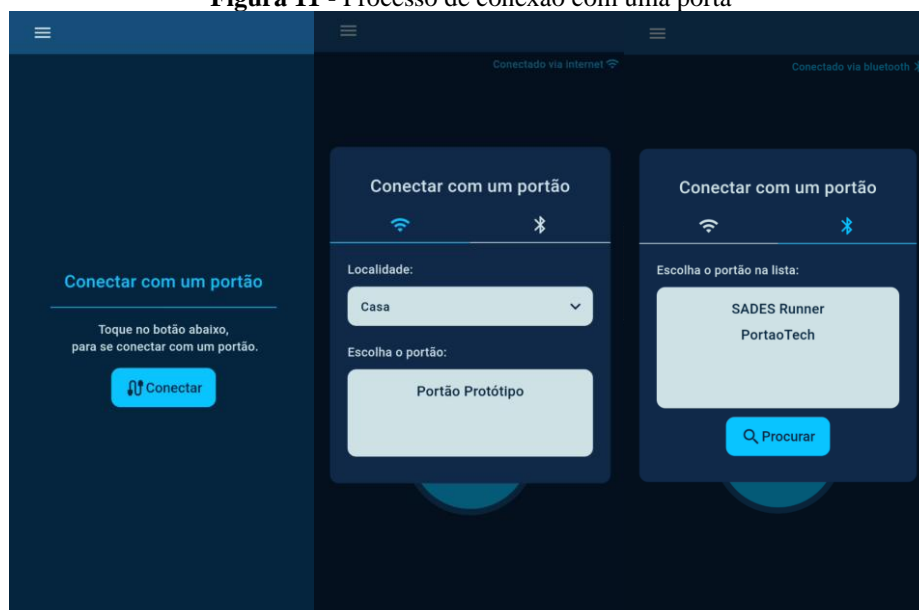 Figura 11 - Processo de conexão com uma porta
Conectar com um portão
Toque no botão abaixo,
para se conectar com um portão.
Conectar
Conectado via internet
Conectar com um portão
Localidade:
Casa
Escolha o portão:
Portão Protótipo
Conectado via bluetooth
Conectar com um portão
Escolha o portão na lista:
SADES Runner
PortaoTech
Procurar